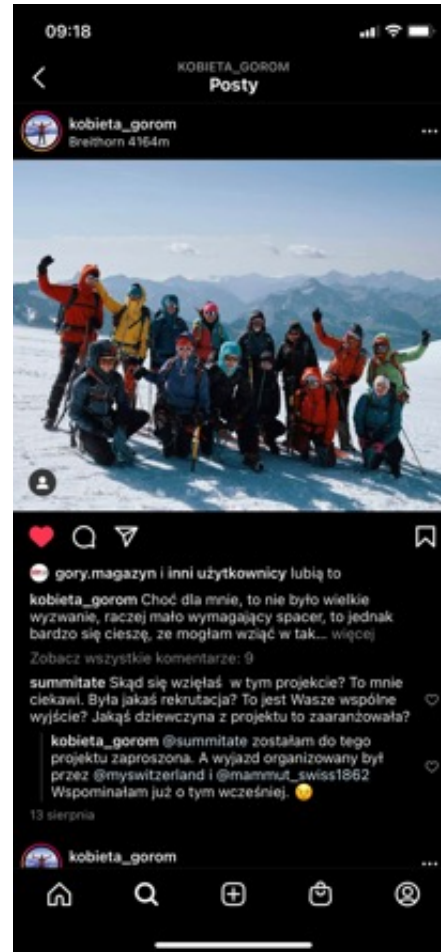 09:18
KOBIETA_GOROM
Posty
kobieta_gorom
Breithorn 4164m
gory.magazyn i inni użytkownicy lubią to
kobieta_gorom Choć dla mnie, to nie było wielkie
wyzwanie, raczej mało wymagający spacer, to jednak
bardzo się cieszę, ze mogłam wziąć w tak... więcej
Zobacz wszystkie komentarze: 9
summitate Skąd się wzięłaś w tym projekcie? To mnie
ciekawi. Była jakaś rekrutacja? To jest Wasze wspólne
wyjście? Jakąś dziewczyna z projektu to zaaranżowała?
kobieta_gorom @summitate zostałam do tego
projektu zaproszona. A wyjazd organizowany był
przez @myswitzerland i @mammut_swiss1862
Wspominałam już o tym wcześniej. 😏
13 sierpnia
kobieta_gorom